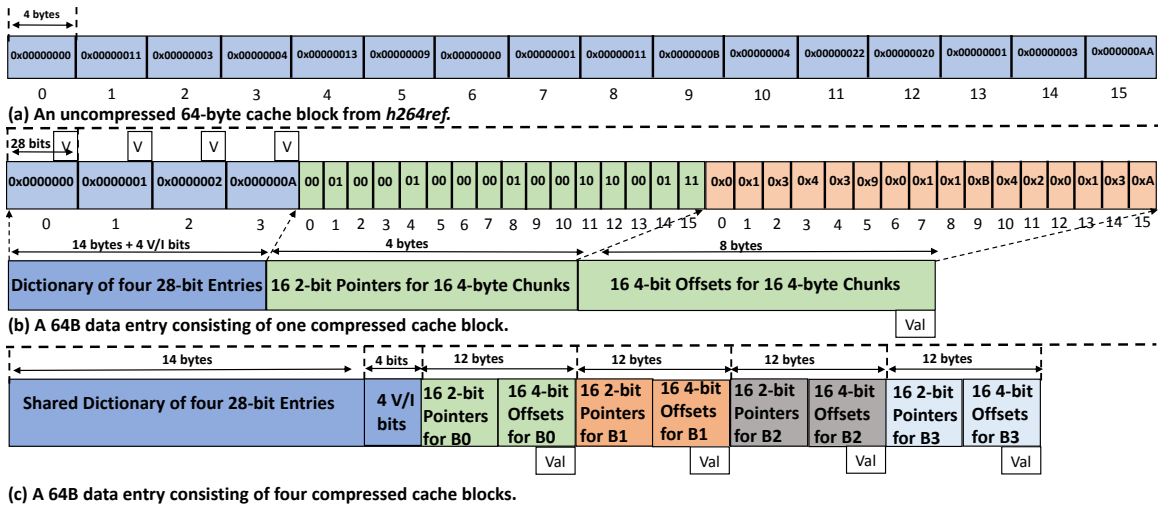 4 bytes
0x00000000 0x00000011 0x00000003 0x00000004 0x00000013 0x00000009 0x00000000 0x00000001 0x00000011 0x0000000B 0x00000004 0x00000022 0x00000020 0x00000001 0x00000003 0x000000AA
0 1 2 3 4 5 6 7 8 9 10 11 12 13 14 15
(a) An uncompressed 64-byte cache block from h264ref.
28 bits V V V V
0x0000000 0x0000001 0x0000002 0x000000A 00 01 00 00 01 00 00 00 01 00 00 10 10 00 01 11 0x0 0x1 0x3 0x4 0x3 0x9 0x0 0x1 0x1 0xB 0x4 0x2 0x0 0x1 0x3 0xA
0 1 2 3 0 1 2 3 4 5 6 7 8 9 10 11 12 13 14 15 0 1 2 3 4 5 6 7 8 9 10 11 12 13 14 15
14 bytes + 4 V/I bits 4 bytes 8 bytes
Dictionary of four 28-bit Entries 16 2-bit Pointers for 16 4-byte Chunks 16 4-bit Offsets for 16 4-byte Chunks
Val
(b) A 64B data entry consisting of one compressed cache block.
14 bytes 4 bits 12 bytes 12 bytes 12 bytes 12 bytes
Shared Dictionary of four 28-bit Entries
4 V/I
bits
16 2-bit
Pointers
for B0
16 4-bit
Offsets
for B0
16 2-bit
Pointers
for B1
16 4-bit
Offsets
for B1
16 2-bit
Pointers
for B2
16 4-bit
Offsets
for B2
16 2-bit
Pointers
for B3
16 4-bit
Offsets
for B3
Val Val Val Val
(c) A 64B data entry consisting of four compressed cache blocks.